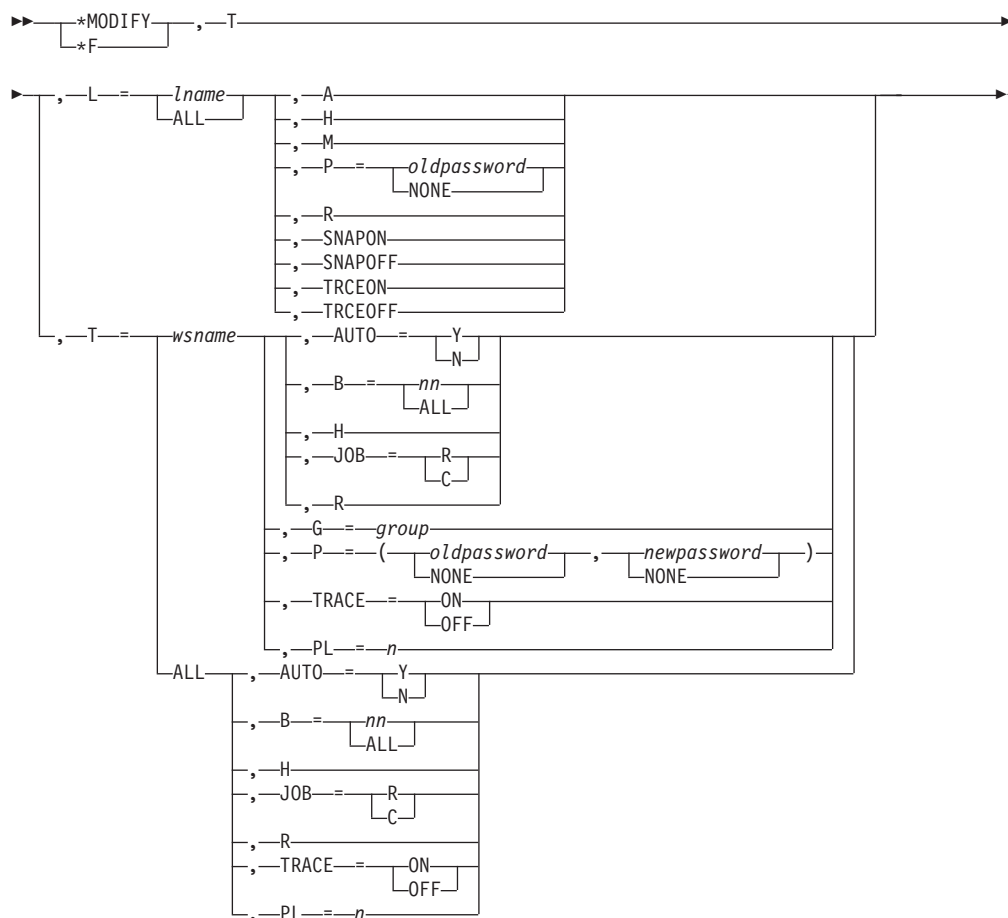 *MODIFY , T
*F
, L = lname , A
ALL , H
, M
, P = oldpassword
NONE
, R
, SNAPON
, SNAPOFF
, TRCEON
, TRCEOFF
, T = wsname , AUTO = Y
N
, B = nn
ALL
, H
, JOB = R
C
, R
, G = group
, P = ( oldpassword , newpassword )
NONE NONE
, TRACE = ON
OFF
, PL = n
ALL , AUTO = Y
N
, B = nn
ALL
, H
, JOB = R
C
, R
, TRACE = ON
OFF
, PL = n